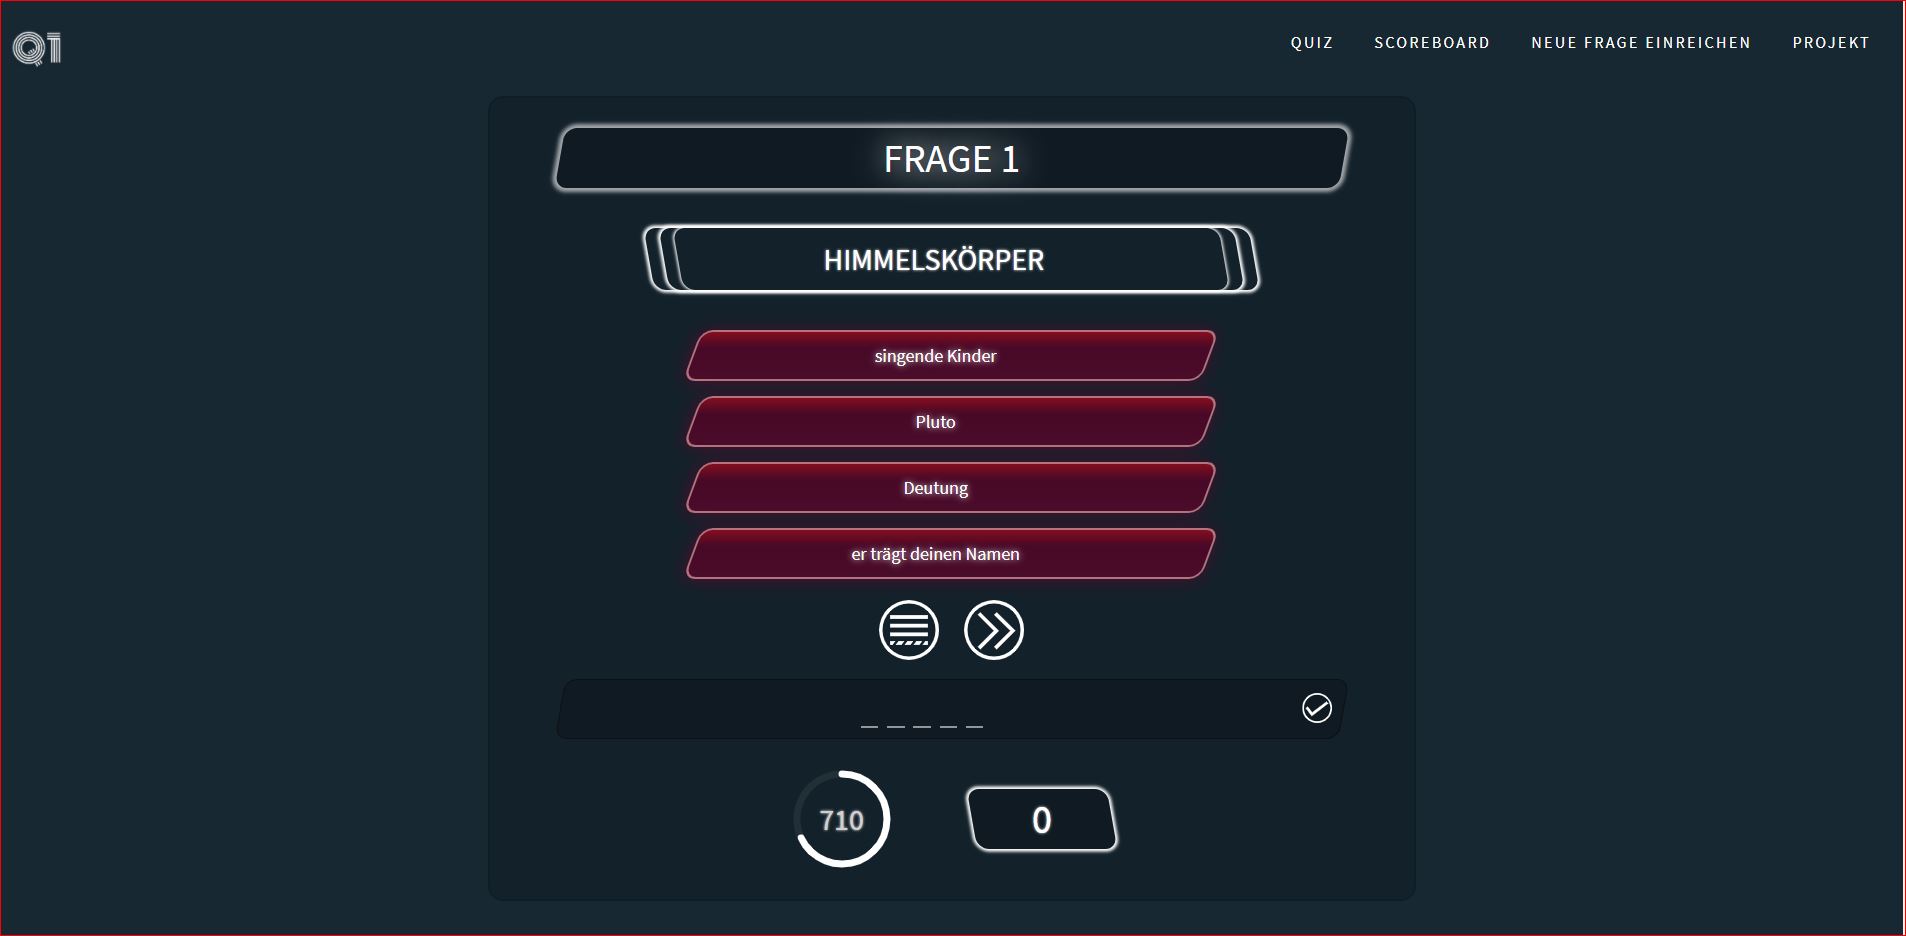 Q1
QUIZ SCOREBOARD NEUE FRAGE EINREICHEN PROJEKT
FRAGE 1
HIMMELSKÖRPER
singende Kinder
Pluto
Deutung
er trägt deinen Namen
_ _ _ _ _
710
0